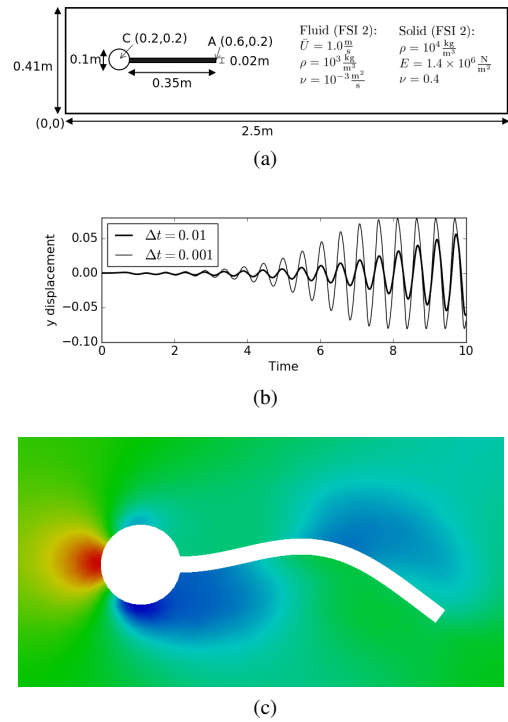 C (0.2,0.2)
A (0.6,0.2)
0.1m
0.02m
0.35m
0.41m
(0,0)
2.5m
Fluid (FSI 2):
Ū = 1.0 m/s
ρ = 10³ kg/m³
ν = 10⁻³ m²/s
Solid (FSI 2):
ρ = 10⁴ kg/m³
E = 1.4 × 10⁶ N/m²
ν = 0.4
(a)
Δt = 0.01
Δt = 0.001
y displacement
0.05
0.00
−0.05
−0.10
0 2 4 6 8 10
Time
(b)
(c)